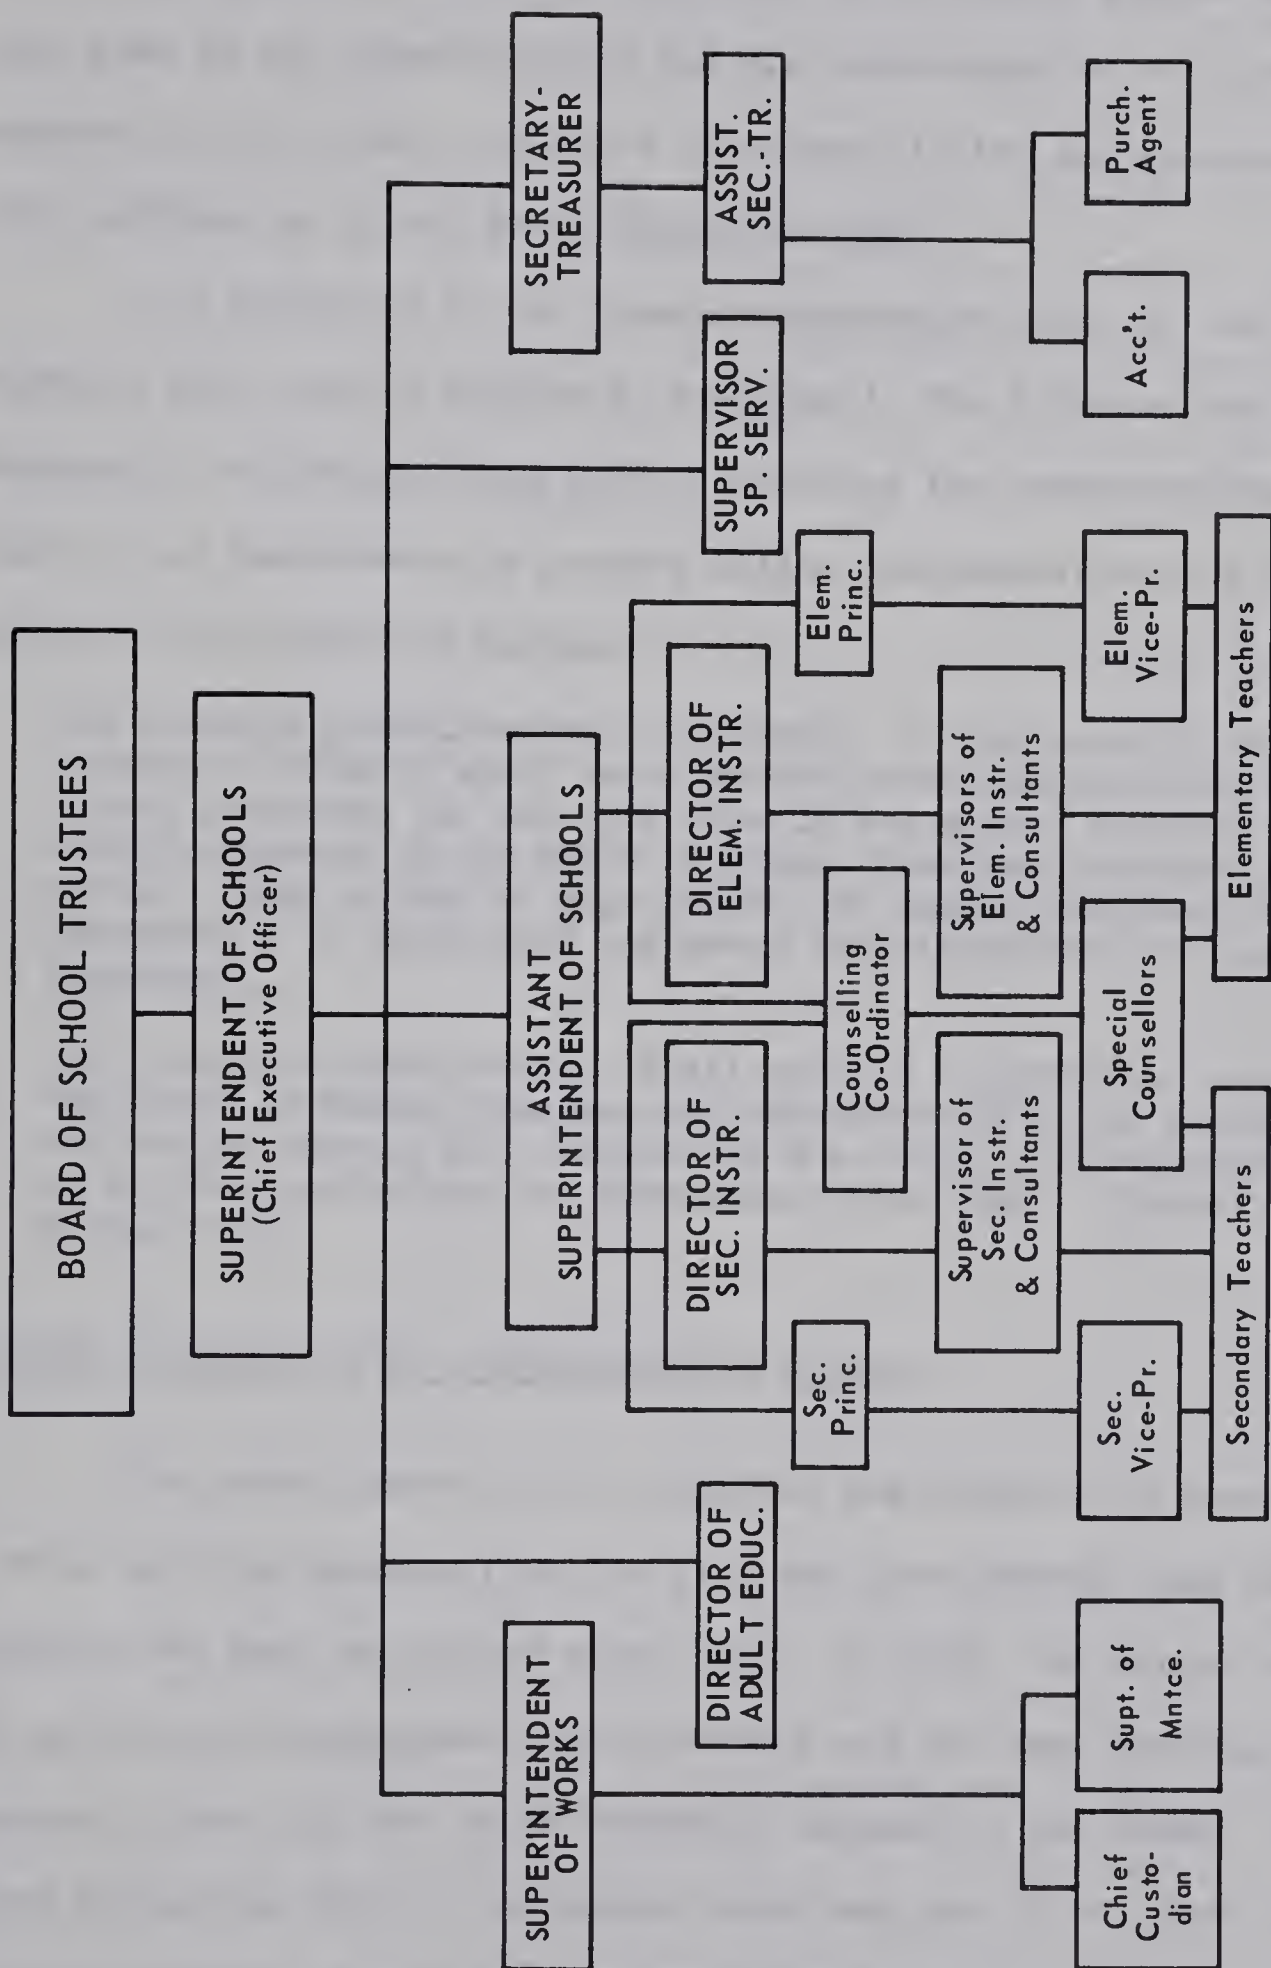 BOARD OF SCHOOL TRUSTEES
SUPERINTENDENT OF SCHOOLS
(Chief Executive Officer)
SUPERINTENDENT
OF WORKS
ASSISTANT
SUPERINTENDENT OF SCHOOLS
SECRETARY-
TREASURER
DIRECTOR OF
ADULT EDUC.
DIRECTOR OF
SEC. INSTR.
DIRECTOR OF
ELEM. INSTR.
SUPERVISOR
SP. SERV.
ASSIST.
SEC.-TR.
Sec.
Princ.
Counselling
Co-Ordinator
Elem.
Princ.
Supervisor of
Sec. Instr.
& Consultants
Supervisors of
Elem. Instr.
& Consultants
Chief
Custo-
dian
Supt. of
Mntce.
Sec.
Vice-Pr.
Special
Counsellors
Elem.
Vice-Pr.
Acc't.
Purch.
Agent
Secondary Teachers
Elementary Teachers